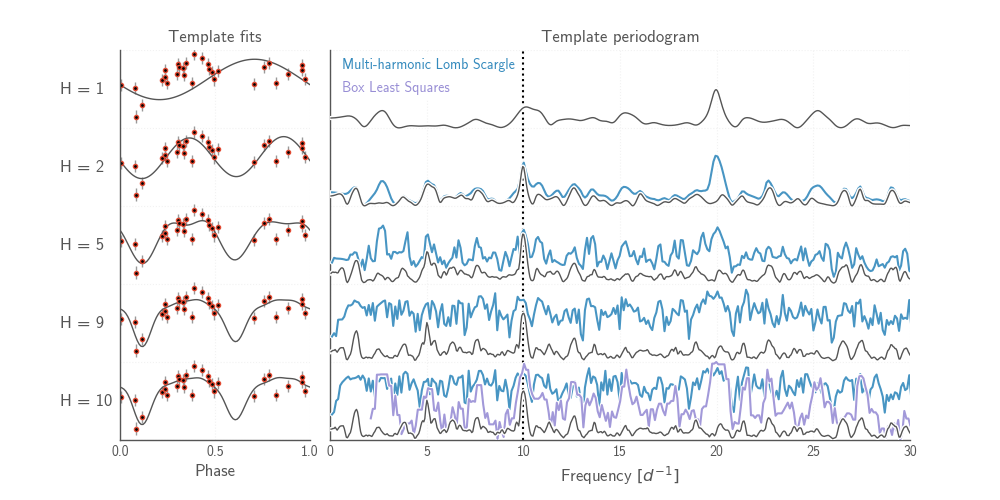 Template fits
Template periodogram
Multi-harmonic Lomb Scargle
Box Least Squares
H = 1
H = 2
H = 5
H = 9
H = 10
0.0 0.5 1.0
0 5 10 15 20 25 30
Phase
Frequency [d⁻¹]